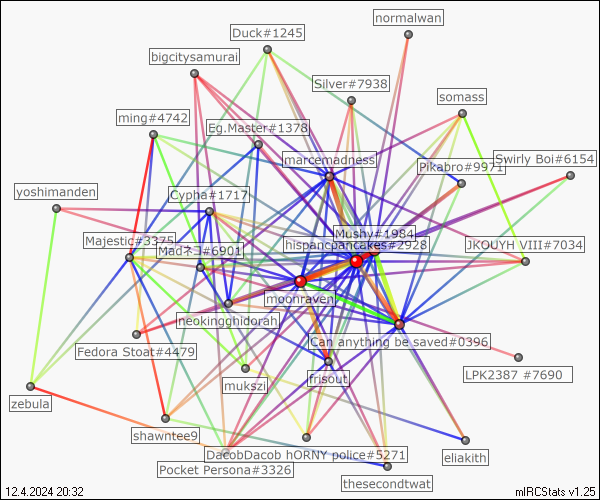 normalwan
Duck#1245
bigcitysamurai
Silver#7938
somass
ming#4742
Eg.Master#1378
marcemadness
Pikabro#9971
Swirly Boi#6154
yoshimanden
Cypha#1717
Mushy#1984
Majestic#3375
Madネコ#6901
hispancpancakes#2928
JKOUYH VIII#7034
moonraven
neokingghidorah
Can anything be saved#0396
Fedora Stoat#4479
LPK2387 #7690
mukszi
frisout
zebula
shawntee9
DacobDacob hORNY police#5271
eliakith
Pocket Persona#3326
thesecondtwat
12.4.2024 20:32
mIRCStats v1.25